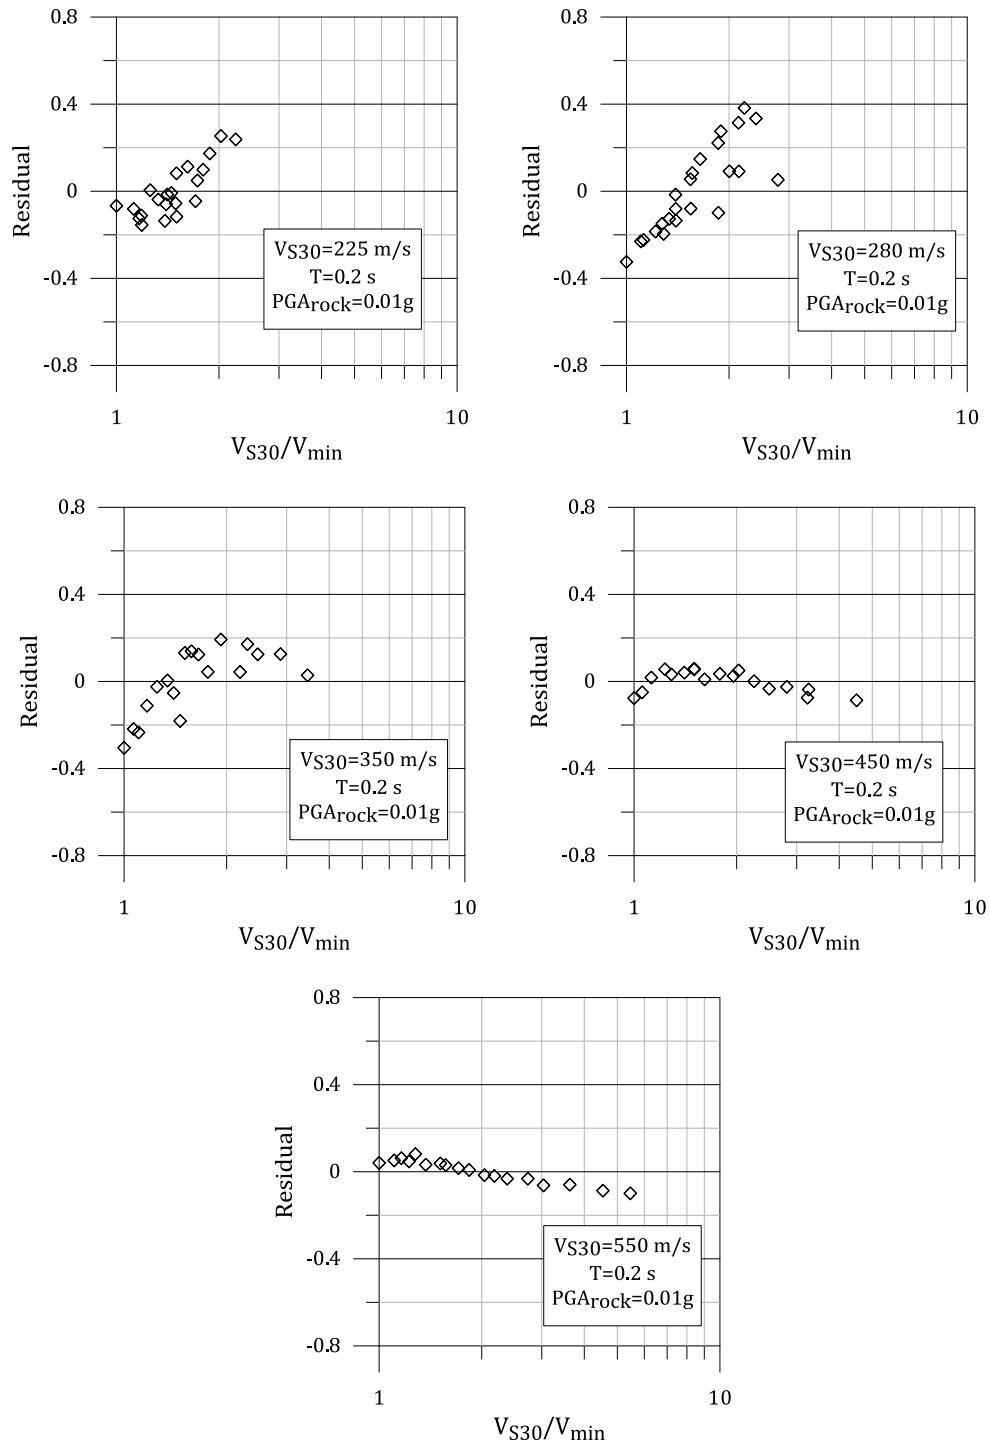 0.8
0.4
0
-0.4
-0.8
Residual
VS30=225 m/s
T=0.2 s
PGArock=0.01g
1
10
VS30/Vmin
0.8
0.4
0
-0.4
-0.8
Residual
VS30=280 m/s
T=0.2 s
PGArock=0.01g
1
10
VS30/Vmin
0.8
0.4
0
-0.4
-0.8
Residual
VS30=350 m/s
T=0.2 s
PGArock=0.01g
1
10
VS30/Vmin
0.8
0.4
0
-0.4
-0.8
Residual
VS30=450 m/s
T=0.2 s
PGArock=0.01g
1
10
VS30/Vmin
0.8
0.4
0
-0.4
-0.8
Residual
VS30=550 m/s
T=0.2 s
PGArock=0.01g
1
10
VS30/Vmin